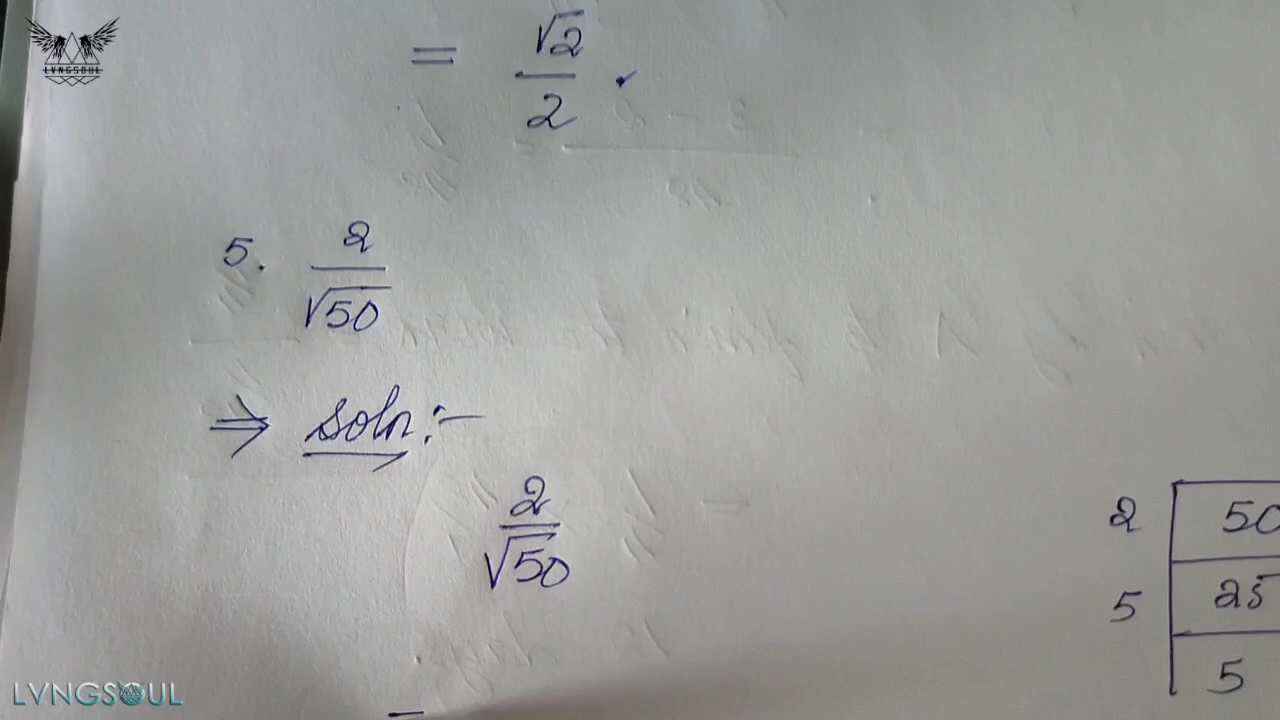 LVNGSOUL
= √2/2 .
5. 2/√50
⇒ Soln :-
2/√50
2 | 50
5 | 25
5
LVNGSOUL